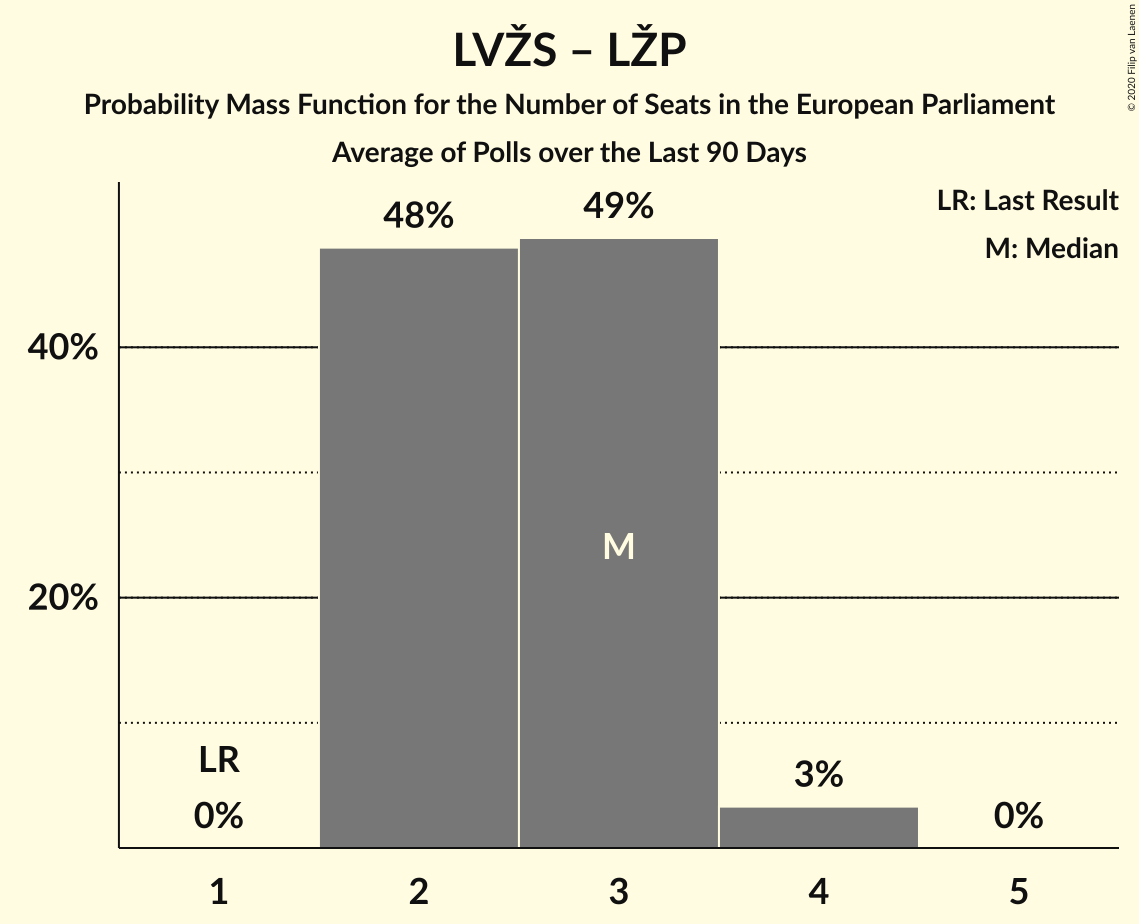 LVŽS – LŽP
Probability Mass Function for the Number of Seats in the European Parliament
Average of Polls over the Last 90 Days
© 2020 Filip van Laenen
LR: Last Result
M: Median
48%
49%
40%
M
20%
LR
0%
3%
0%
1 2 3 4 5